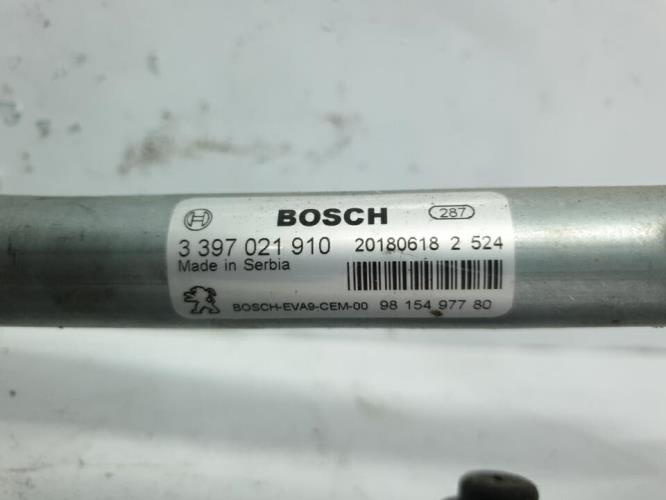 BOSCH 287
3 397 021 910 20180618 2 524
Made in Serbia
BOSCH-EVA9-CEM-00 98 154 977 80